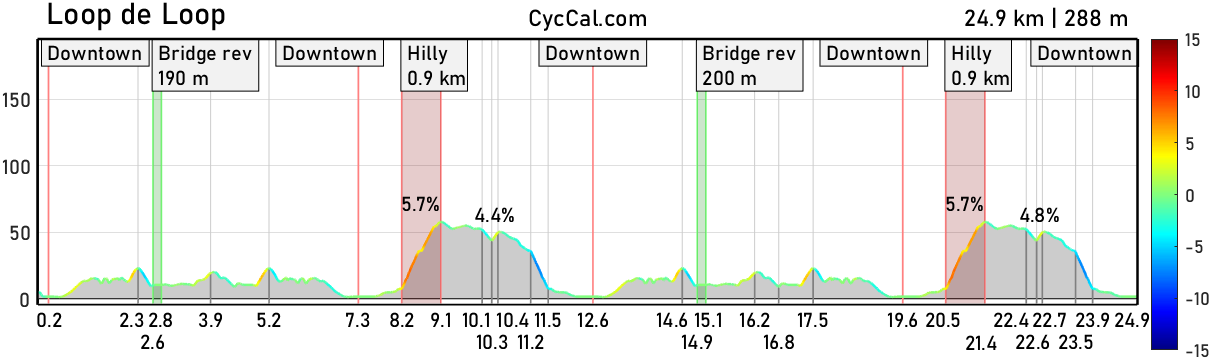 Loop de Loop
CycCal.com
24.9 km | 288 m
Downtown
Bridge rev
190 m
Downtown
Hilly
0.9 km
Downtown
Bridge rev
200 m
Downtown
Hilly
0.9 km
Downtown
150
100
50
0
5.7%
4.4%
5.7%
4.8%
0.2 2.3 2.8 3.9 5.2 7.3 8.2 9.1 10.1 10.4 11.5 12.6 14.6 15.1 16.2 17.5 19.6 20.5 22.4 22.7 23.9 24.9
2.6 10.3 11.2 14.9 16.8 21.4 22.6 23.5
15
10
5
0
-5
-10
-15